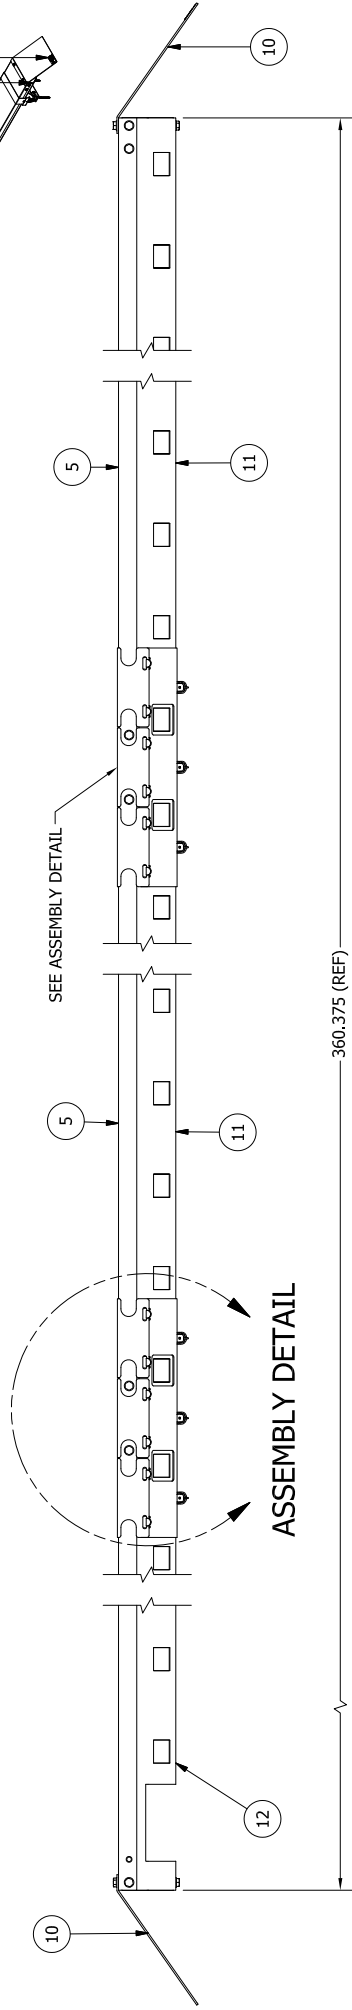 10
5
11
SEE ASSEMBLY DETAIL
360.375 (REF)
5
11
ASSEMBLY DETAIL
12
10